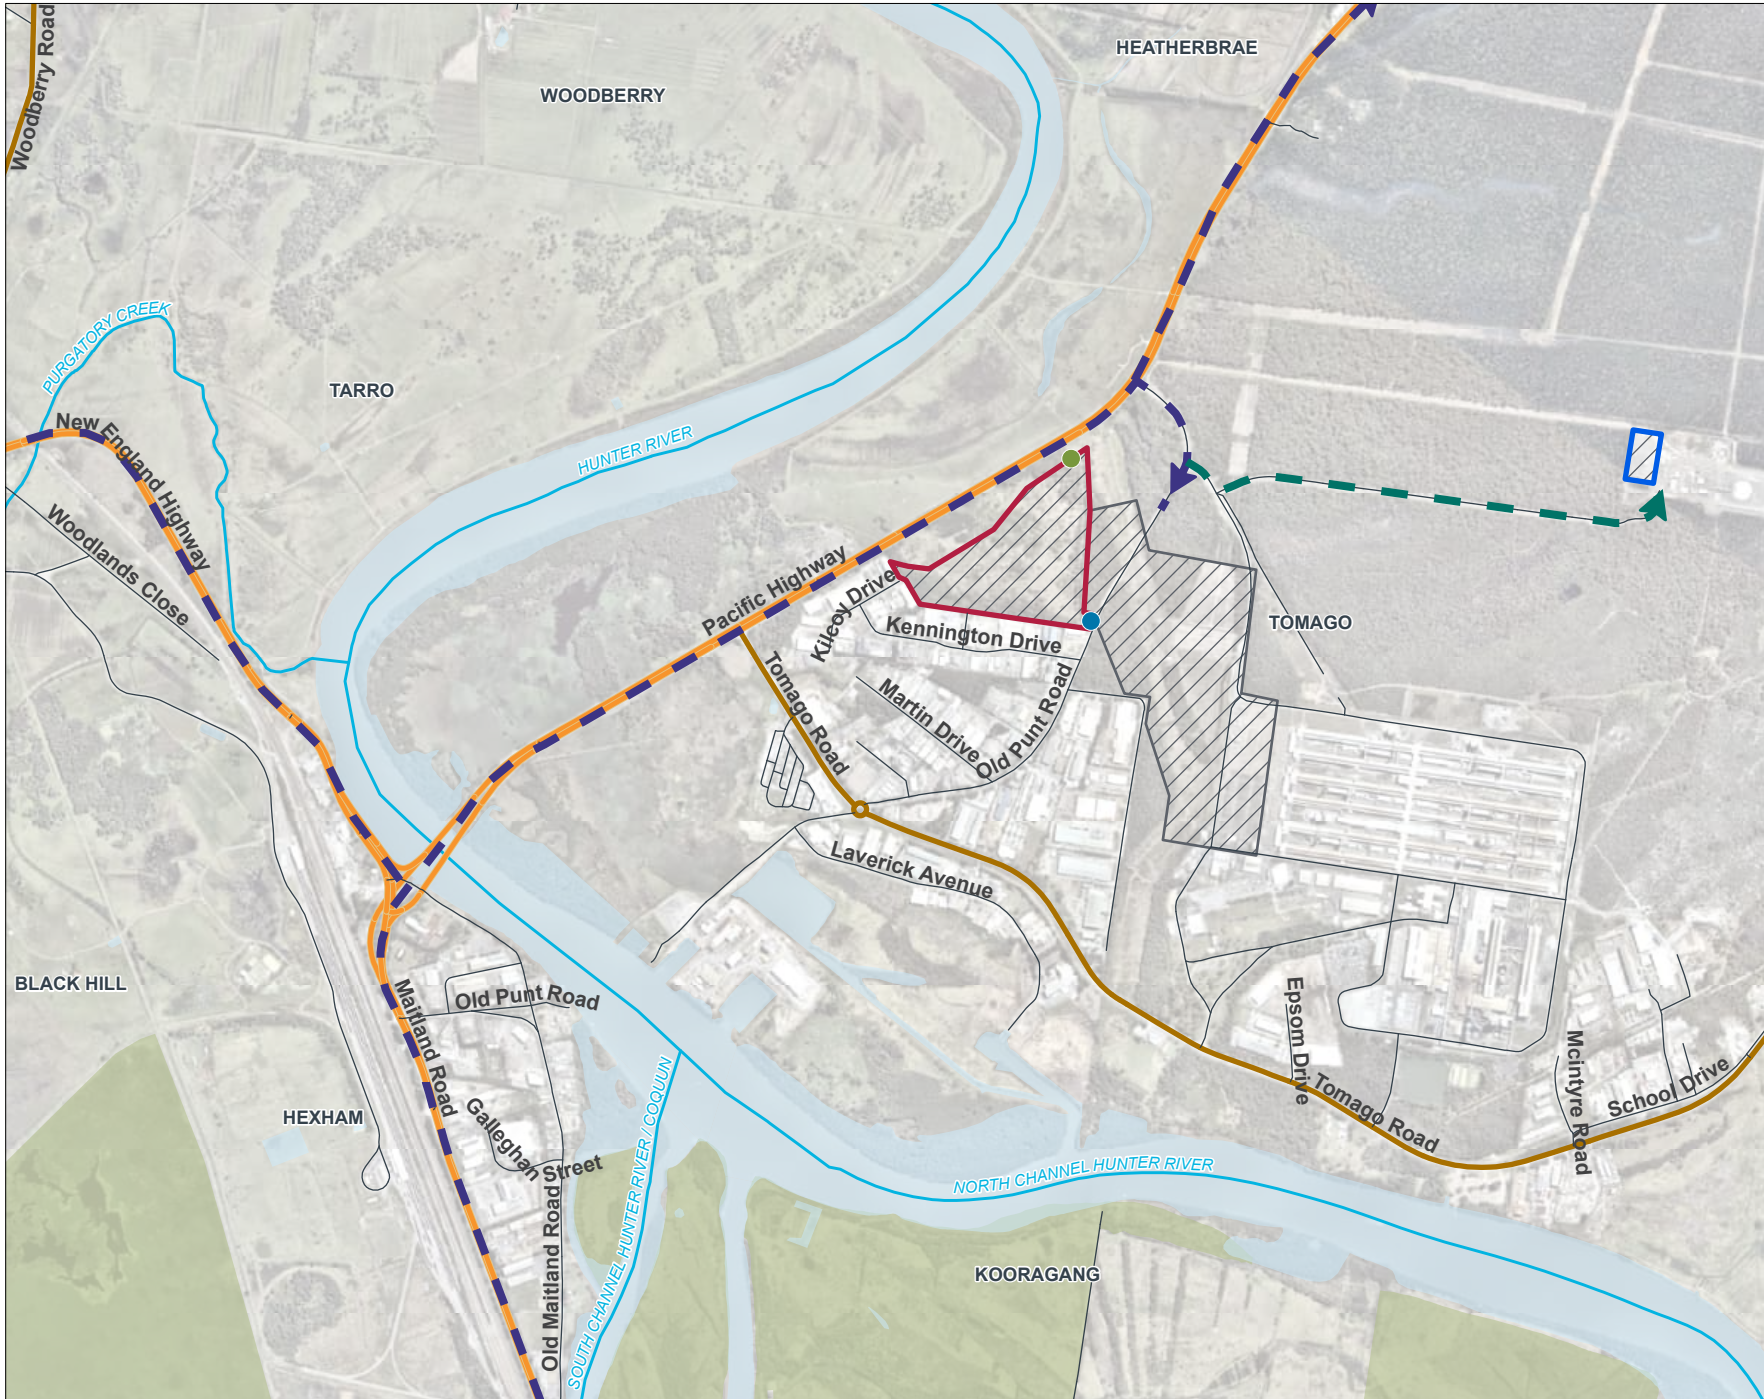 Woodberry Road
HEATHERBRAE
WOODBERRY
PURGATORY CREEK
TARRO
New England Highway
HUNTER RIVER
Woodlands Close
Pacific Highway
Kilcoy Drive
Kennington Drive
TOMAGO
Tomago Road
Martin Drive
Old Punt Road
Laverick Avenue
BLACK HILL
Old Punt Road
Maitland Road
Epsom Drive
Mcintyre Road
School Drive
Tomago Road
HEXHAM
Galleghan Street
SOUTH CHANNEL HUNTER RIVER / COQUUN
NORTH CHANNEL HUNTER RIVER
Old Maitland Road
KOORAGANG